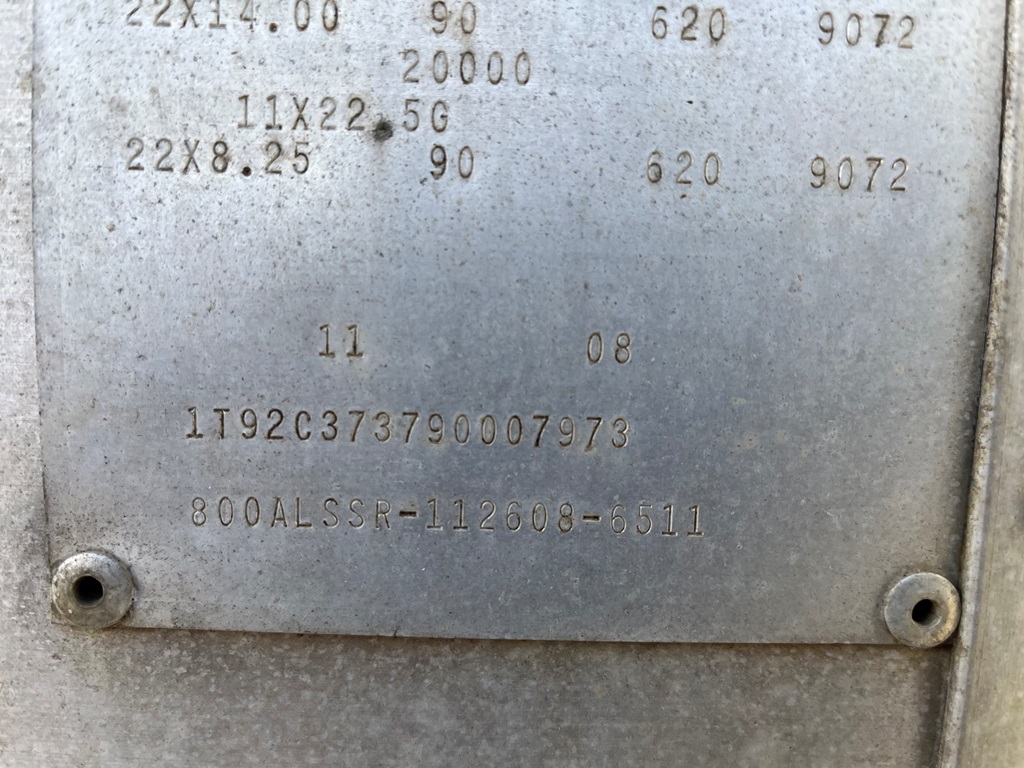 22X14.00 90 620 9072
20000
11X22.5G
22X8.25 90 620 9072
11 08
1T92C373790007973
800ALSSR-112608-6511